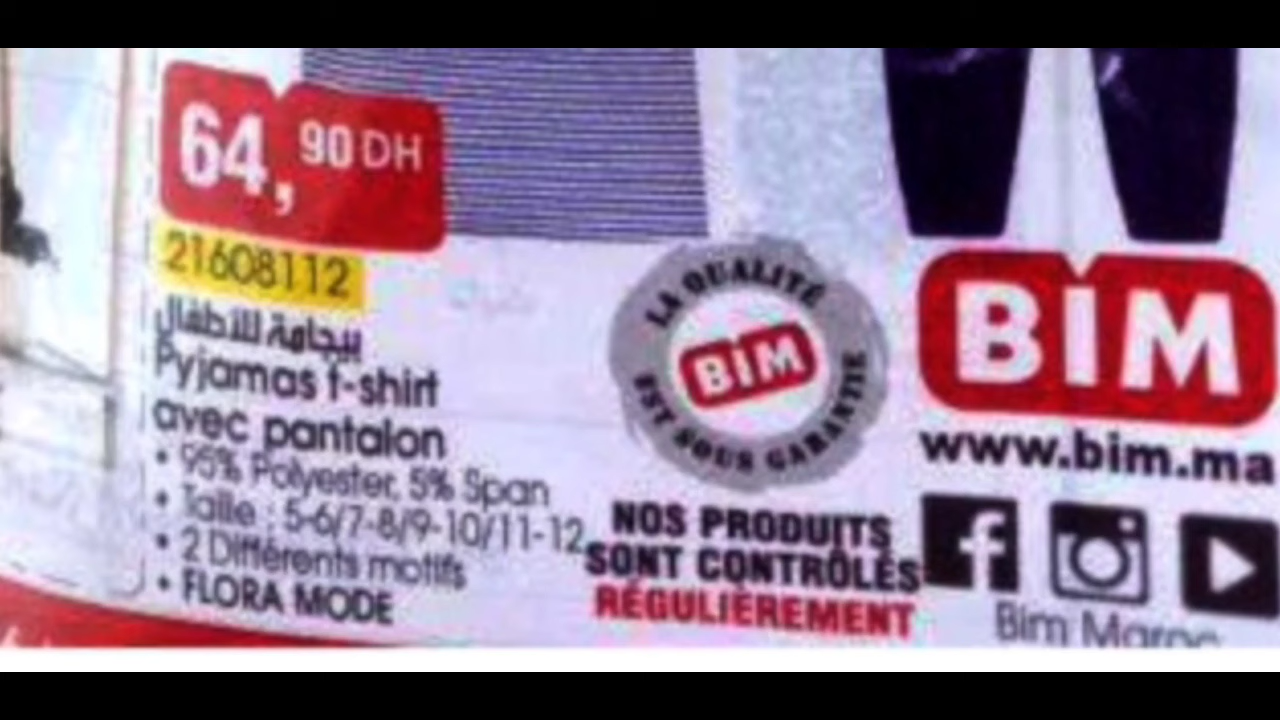 64,90 DH
21608112
بيجامة للأطفال
Pyjamas t-shirt
avec pantalon
• 95% Polyester, 5% Span
• Taille : 5-6/7-8/9-10/11-12
• 2 Différents motifs
• FLORA MODE
LA QUALITÉ
BIM
EST SOUS GARANTIE
NOS PRODUITS
SONT CONTRÔLÉS
RÉGULIÈREMENT
BIM
www.bim.ma
Bim Maroc